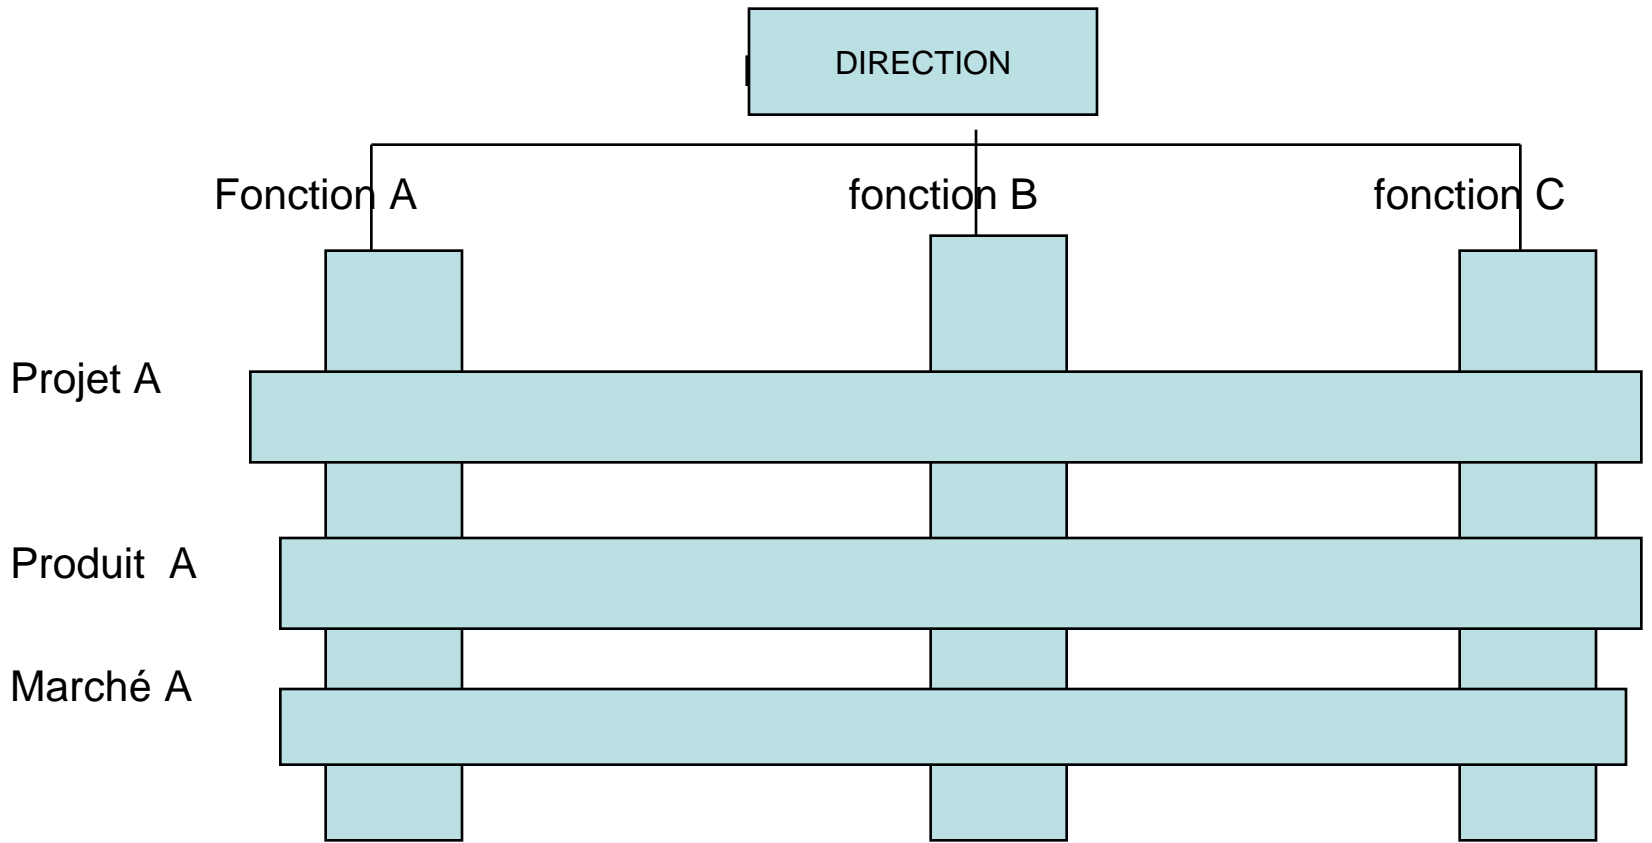 DIRECTION
Fonction A fonction B fonction C
Projet A
Produit A
Marché A